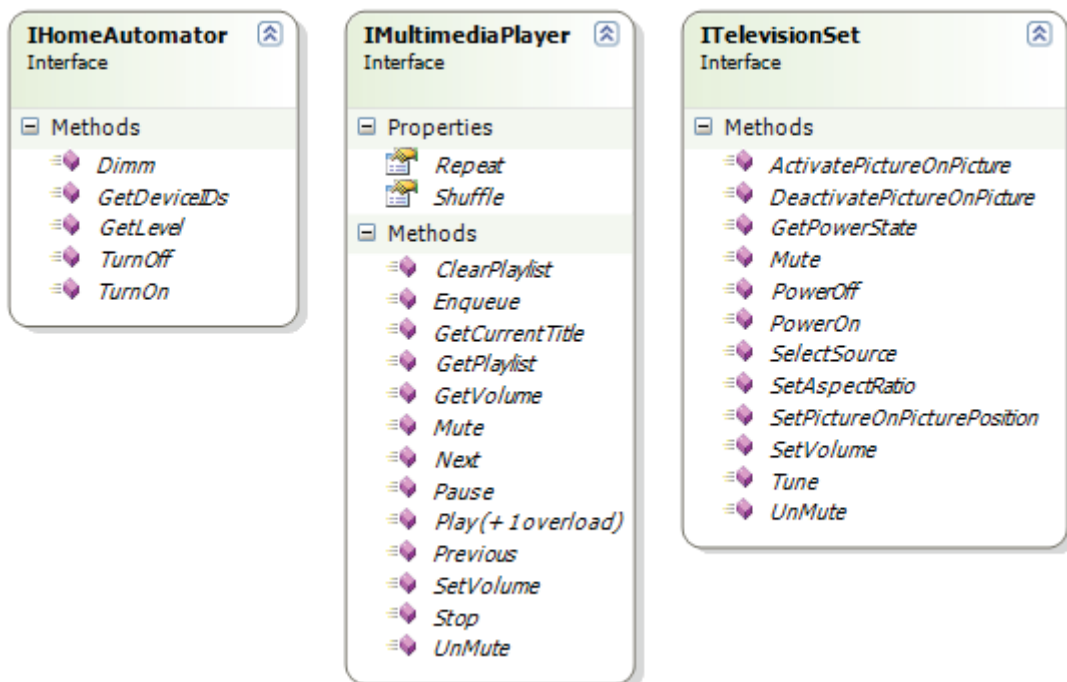 IHomeAutomator
Interface
Methods
Dimm
GetDeviceIDs
GetLevel
TurnOff
TurnOn
IMultimediaPlayer
Interface
Properties
Repeat
Shuffle
Methods
ClearPlaylist
Enqueue
GetCurrentTitle
GetPlaylist
GetVolume
Mute
Next
Pause
Play (+ 1 overload)
Previous
SetVolume
Stop
UnMute
ITelevisionSet
Interface
Methods
ActivatePictureOnPicture
DeactivatePictureOnPicture
GetPowerState
Mute
PowerOff
PowerOn
SelectSource
SetAspectRatio
SetPictureOnPicturePosition
SetVolume
Tune
UnMute